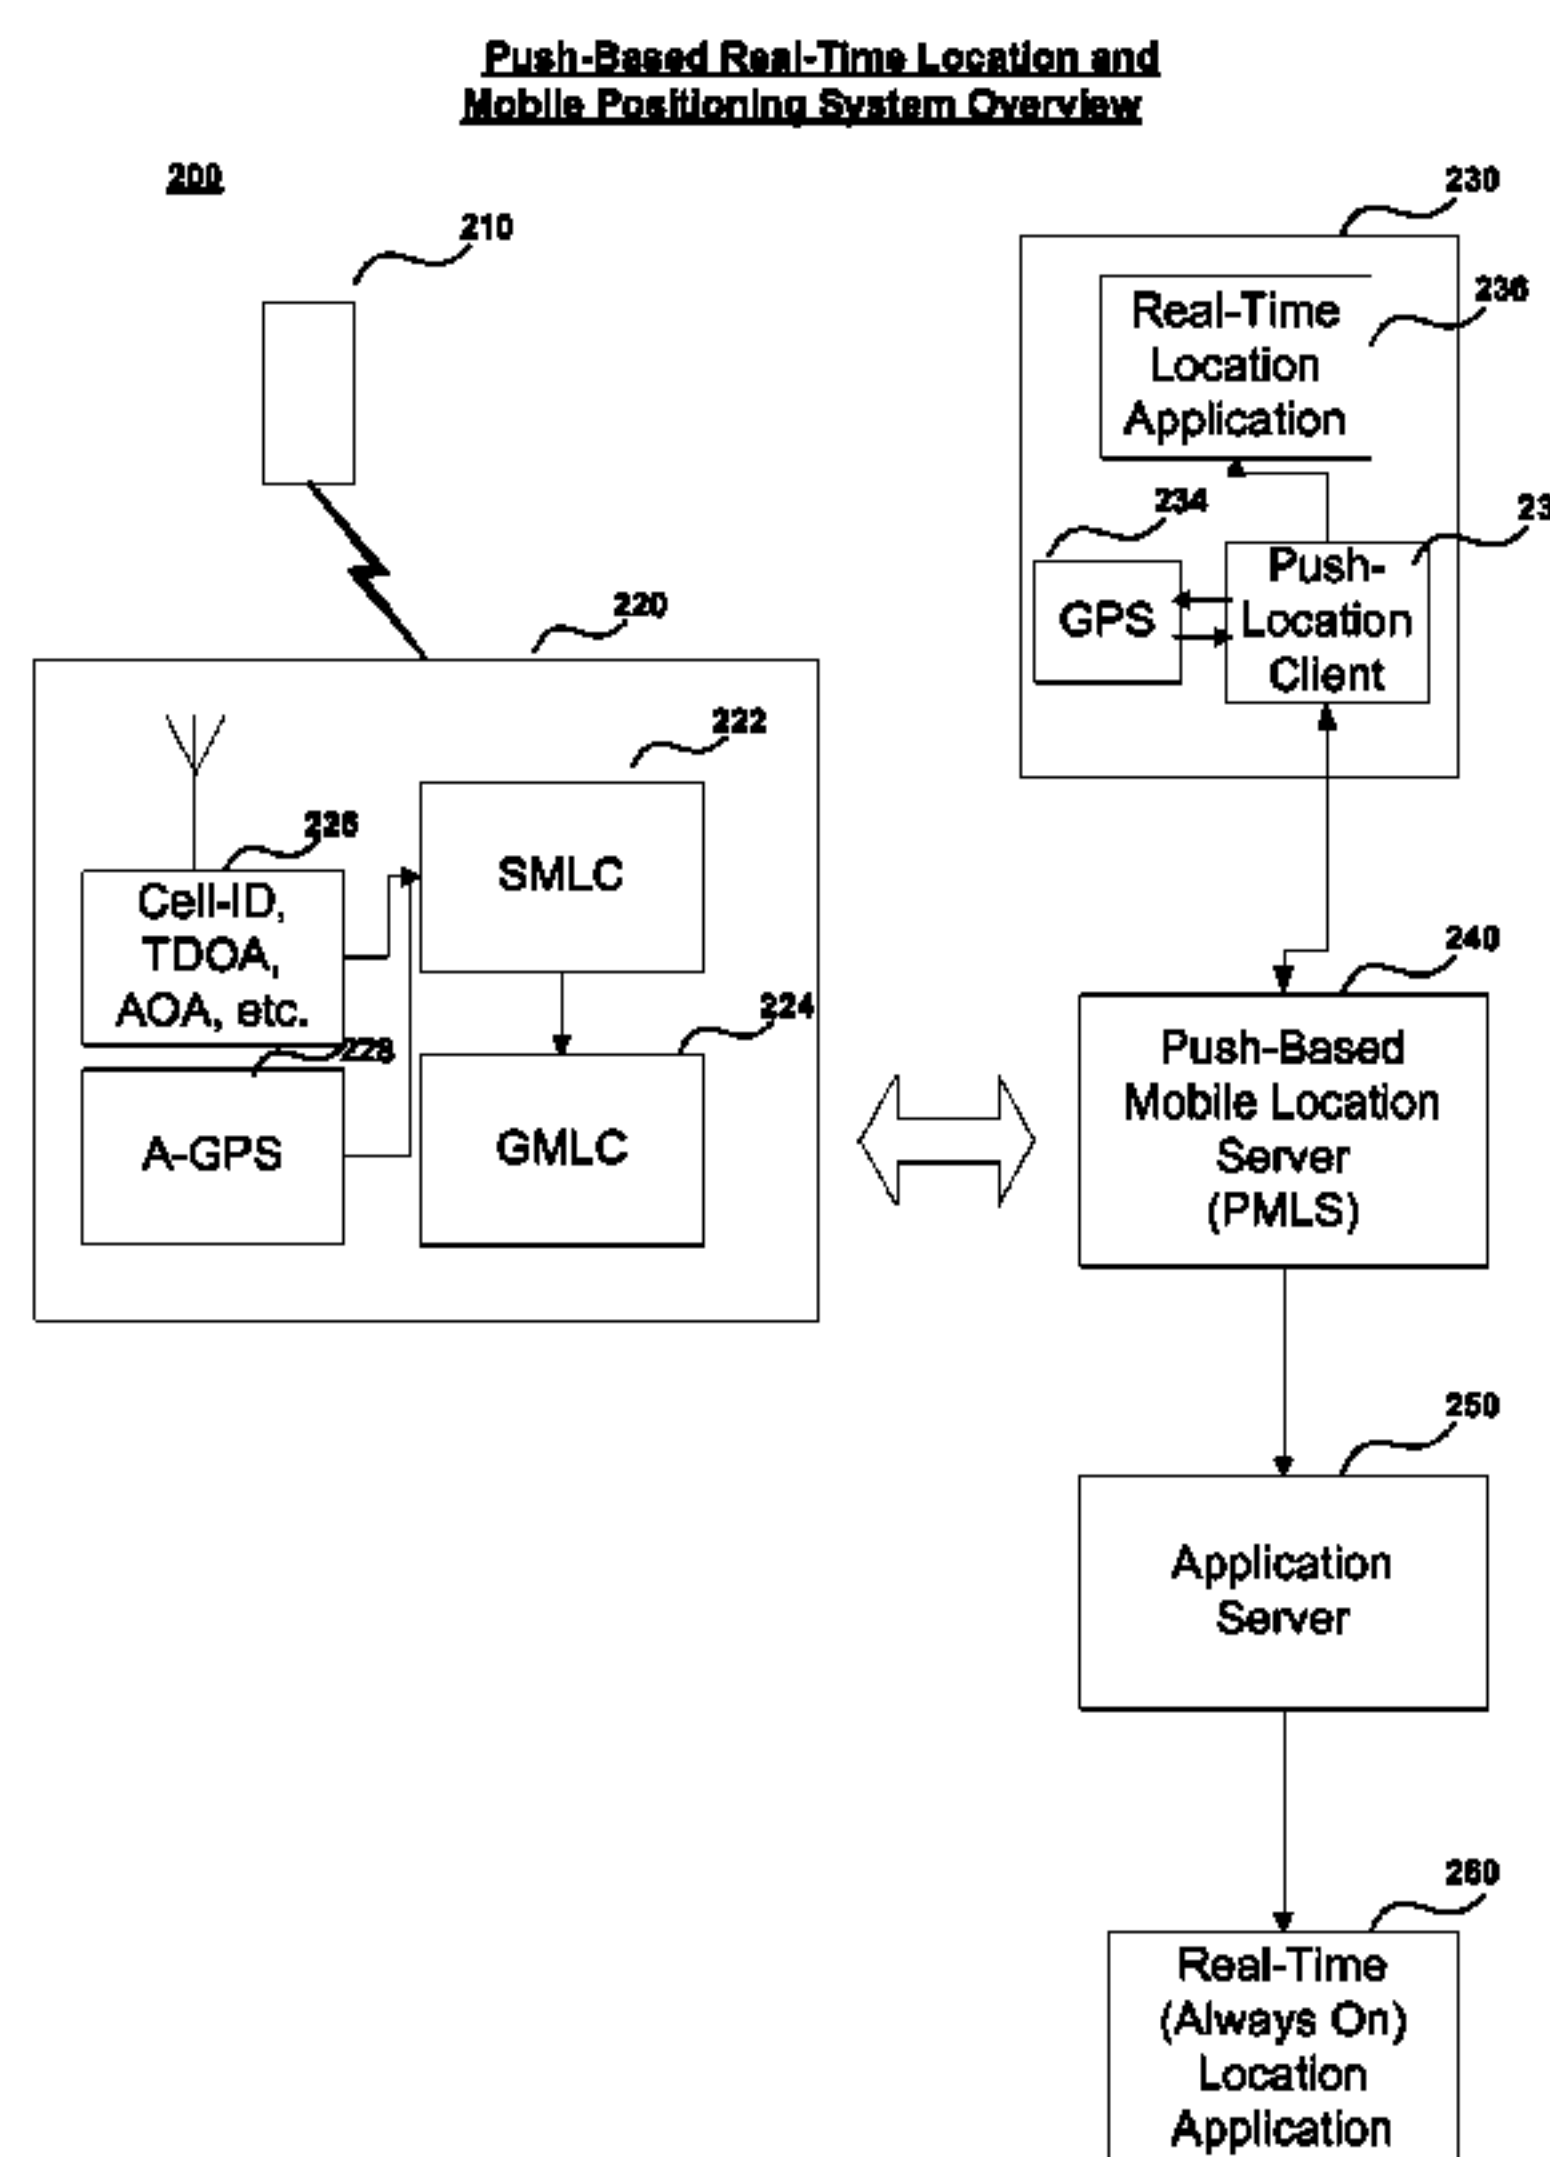 Push-Based Real-Time Location and
Mobile Positioning System Overview
200
210
230
Real-Time
Location
Application
236
234
23
GPS
Push-
Location
Client
220
222
226
SMLC
Cell-ID,
TDOA,
AOA, etc.
224
228
A-GPS
GMLC
240
Push-Based
Mobile Location
Server
(PMLS)
250
Application
Server
260
Real-Time
(Always On)
Location
Application